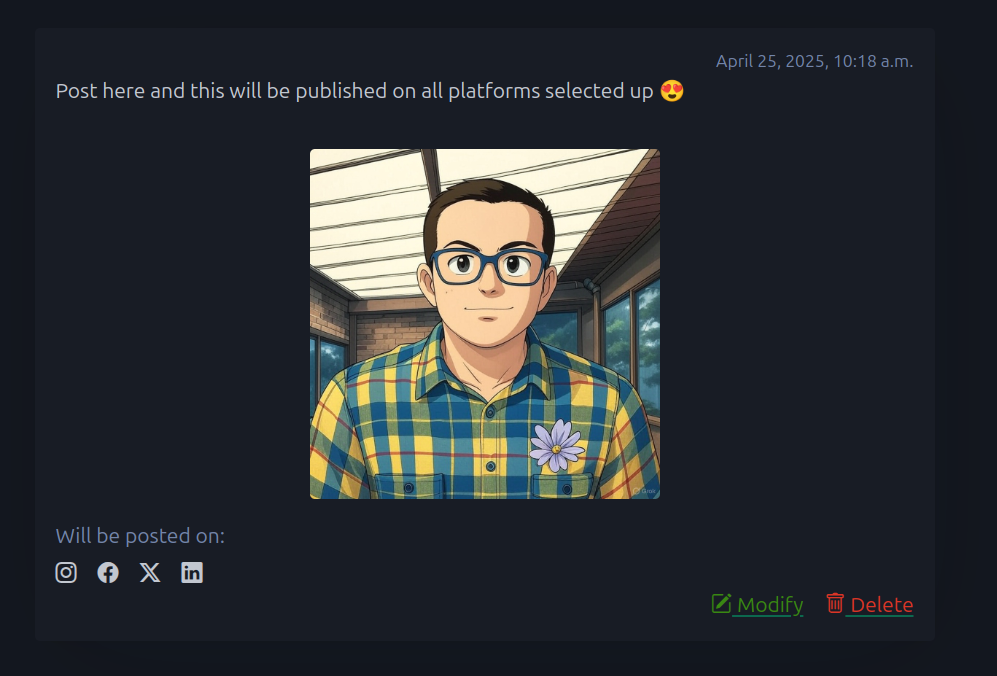 April 25, 2025, 10:18 a.m.
Post here and this will be published on all platforms selected up 😍
Will be posted on:
Modify Delete